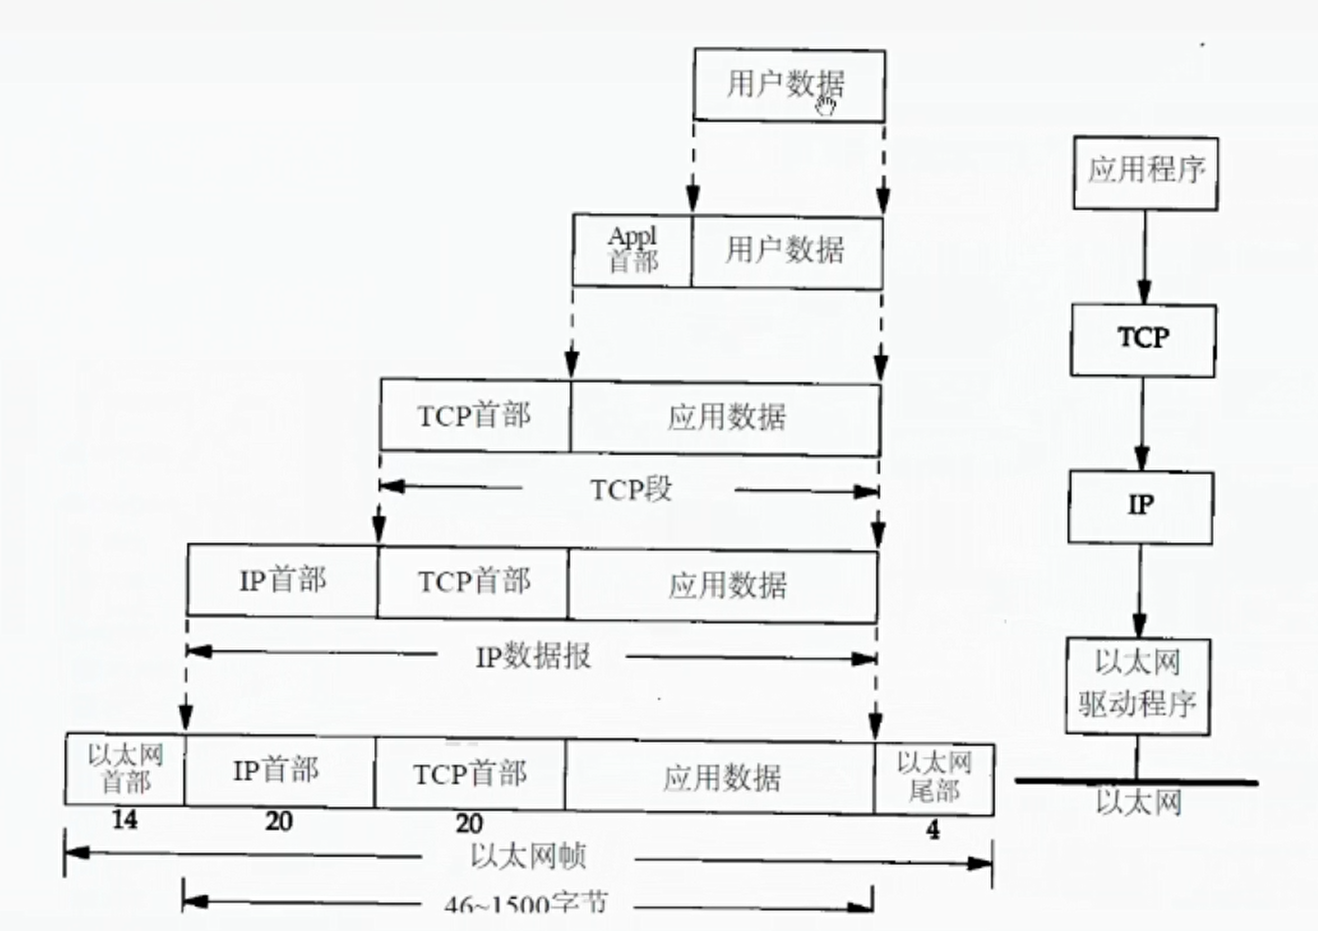 用户数据
应用程序
Appl
首部
用户数据
TCP
TCP首部
应用数据
TCP段
IP
IP首部
TCP首部
应用数据
IP数据报
以太网
驱动程序
以太网
首部
IP首部
TCP首部
应用数据
以太网
尾部
以太网
14
20
20
4
以太网帧
46~1500字节